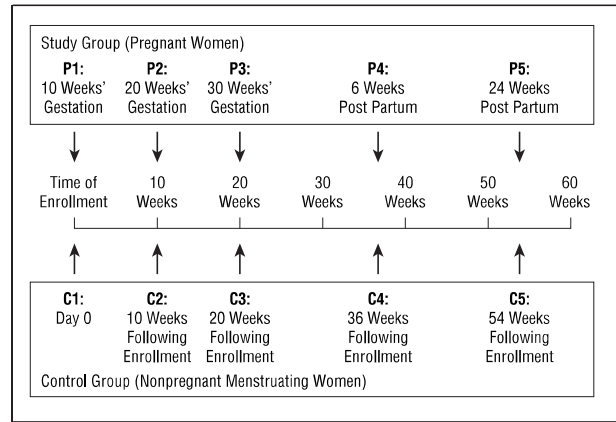 Study Group (Pregnant Women)
P1: P2: P3: P4: P5:
10 Weeks' 20 Weeks' 30 Weeks' 6 Weeks 24 Weeks
Gestation Gestation Gestation Post Partum Post Partum
Time of 10 20 30 40 50 60
Enrollment Weeks Weeks Weeks Weeks Weeks Weeks
C1: C2: C3: C4: C5:
Day 0 10 Weeks 20 Weeks 36 Weeks 54 Weeks
Following Following Following Following
Enrollment Enrollment Enrollment Enrollment
Control Group (Nonpregnant Menstruating Women)